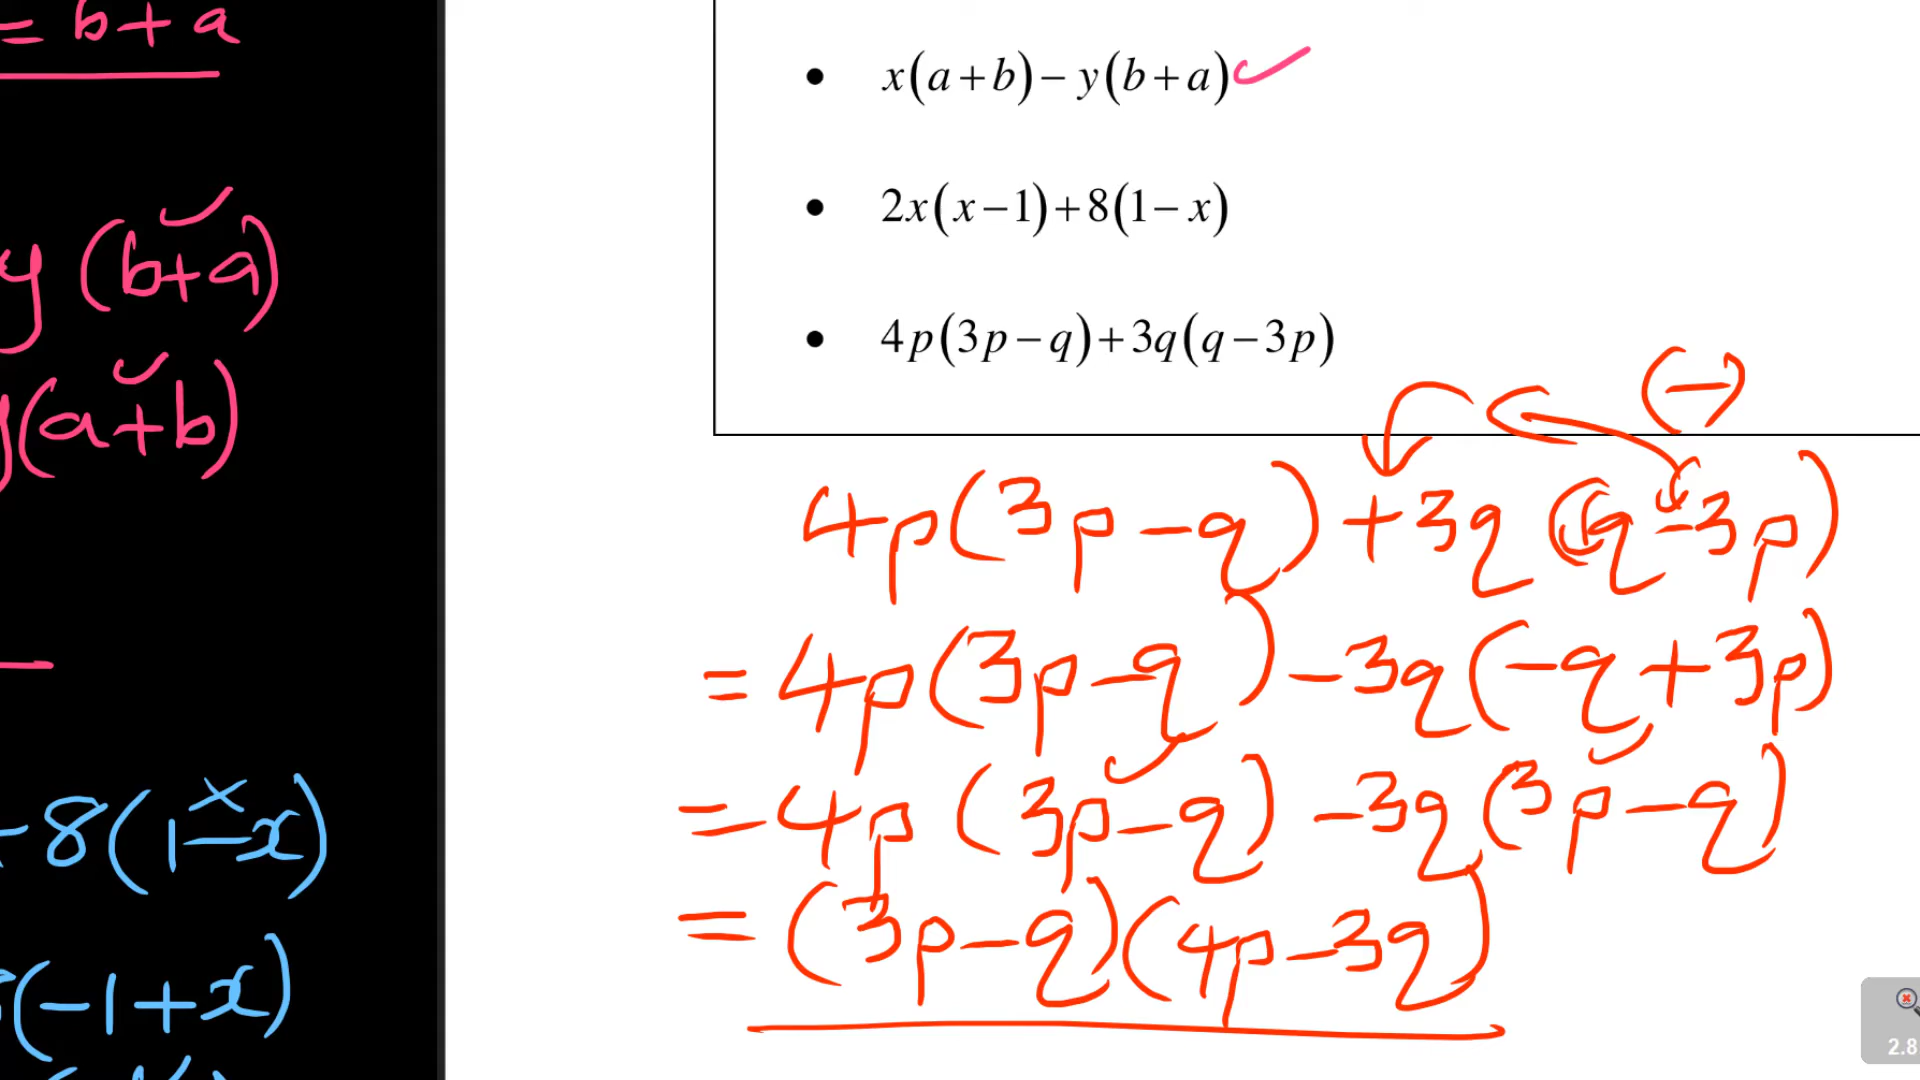 = b+a
y (b+a)
(a+b)
8(1-x)
(-1+x)
• x(a+b)-y(b+a)
• 2x(x-1)+8(1-x)
• 4p(3p-q)+3q(q-3p)
(-)
4p(3p-q)+3q(q-3p)
= 4p(3p-q)-3q(-q+3p)
= 4p(3p-q)-3q(3p-q)
= (3p-q)(4p-3q)
2.8